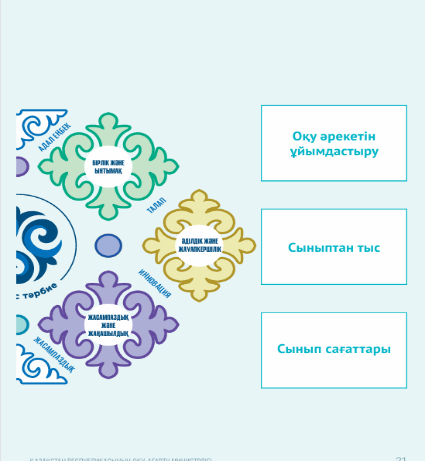 АДАЛ ЕҢБЕК
БІРЛІК ЖӘНЕ
ЫНТЫМАҚ
ТАЛАП
ӘДІЛДІК ЖӘНЕ
ЖАУАПКЕРШІЛІК
ИННОВАЦИЯ
с тәрбие
ЖАСАМПАЗДЫҚ
ЖӘНЕ
ЖАҢАШЫЛДЫҚ
ЖАСАМПАЗДЫҚ
Оқу әрекетін
ұйымдастыру
Сыныптан тыс
Сынып сағаттары
21